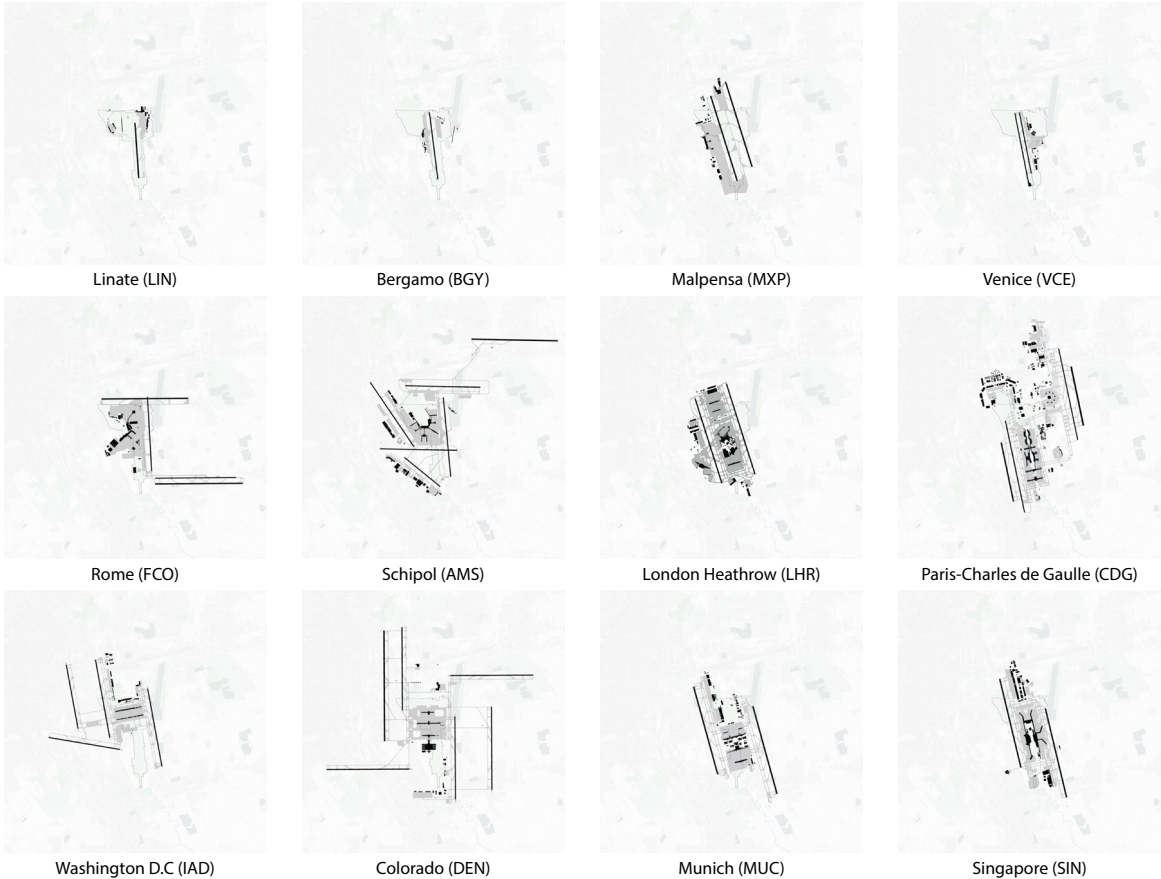 Linate (LIN)
Bergamo (BGY)
Malpensa (MXP)
Venice (VCE)
Rome (FCO)
Schipol (AMS)
London Heathrow (LHR)
Paris-Charles de Gaulle (CDG)
Washington D.C (IAD)
Colorado (DEN)
Munich (MUC)
Singapore (SIN)